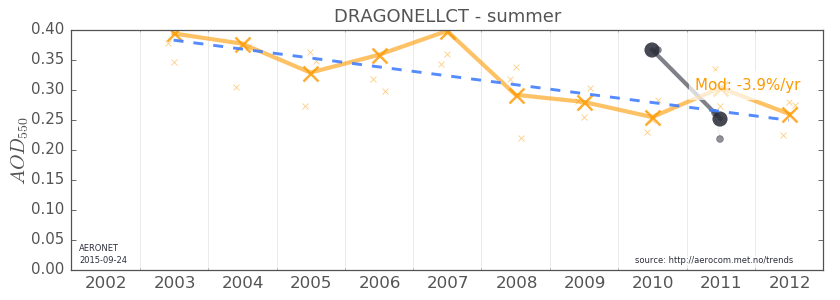 DRAGONELLCT - summer
0.40
0.35
0.30
0.25
0.20
0.15
0.10
0.05
0.00
AOD550
Mod: -3.9%/yr
AERONET
2015-09-24
source: http://aerocom.met.no/trends
2002 2003 2004 2005 2006 2007 2008 2009 2010 2011 2012